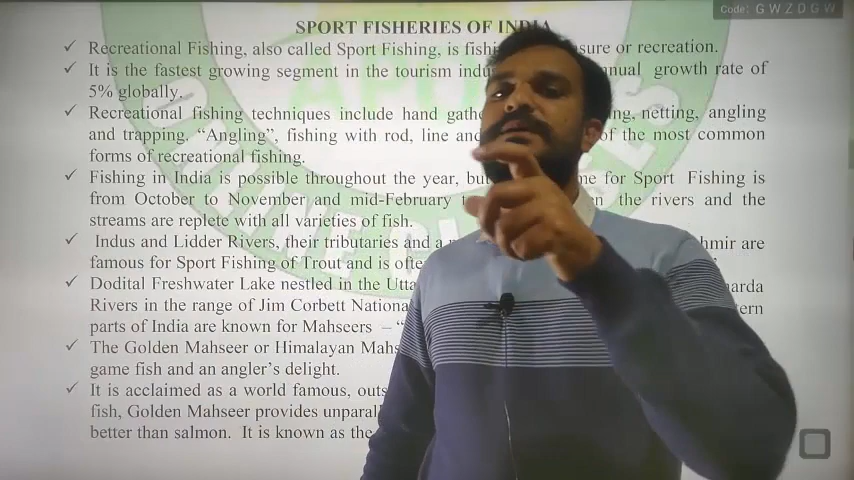 Code: G W Z D G W
SPORT FISHERIES OF INDIA
✓ Recreational Fishing, also called Sport Fishing, is fishi sure or recreation.
✓ It is the fastest growing segment in the tourism indu nnual growth rate of
5% globally.
✓ Recreational fishing techniques include hand gathe ng, netting, angling
and trapping. “Angling”, fishing with rod, line and of the most common
forms of recreational fishing.
✓ Fishing in India is possible throughout the year, bu me for Sport Fishing is
from October to November and mid-February t n the rivers and the
streams are replete with all varieties of fish.
✓ Indus and Lidder Rivers, their tributaries and a hmir are
famous for Sport Fishing of Trout and is ofte
✓ Dodital Freshwater Lake nestled in the Utta arda
Rivers in the range of Jim Corbett Nationa tern
parts of India are known for Mahseers – “
✓ The Golden Mahseer or Himalayan Mahs
game fish and an angler’s delight.
✓ It is acclaimed as a world famous, outs
fish, Golden Mahseer provides unparal
better than salmon. It is known as the